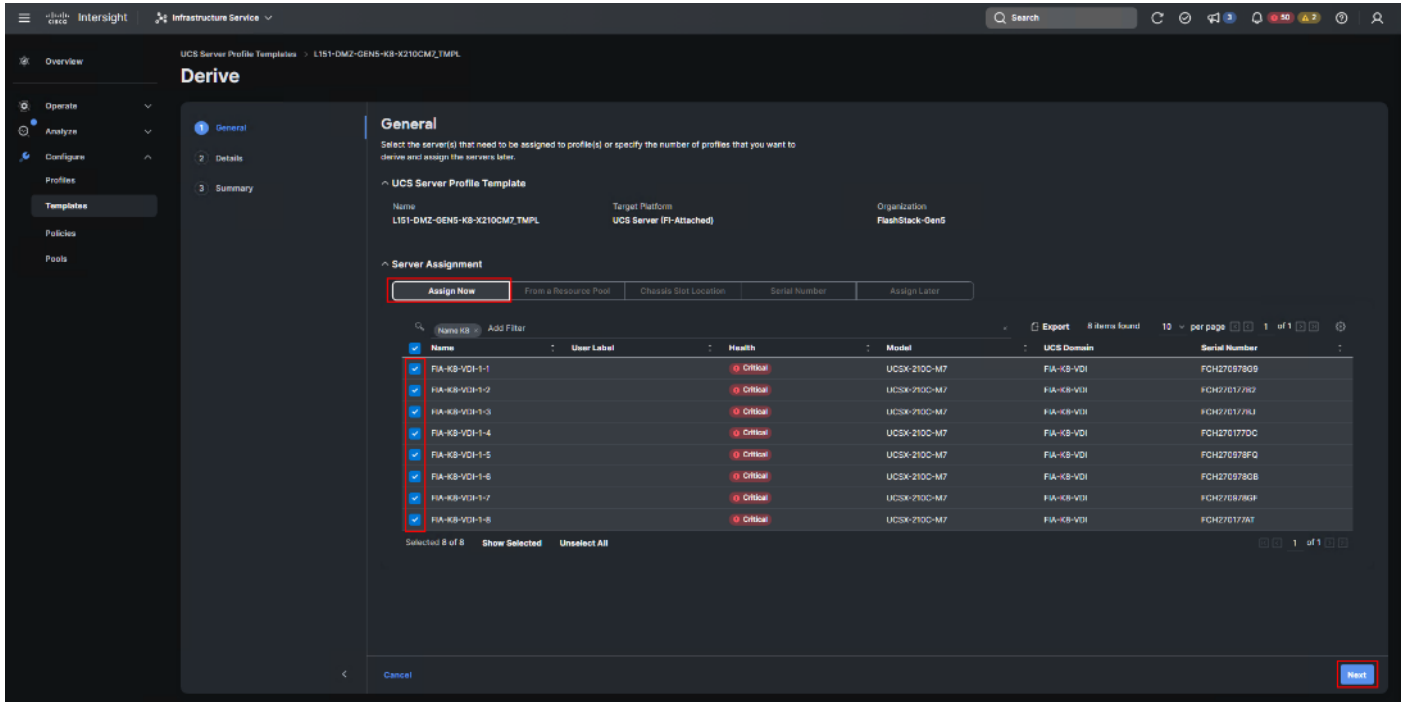 cisco Intersight Infrastructure Service Search 3 50 2
UCS Server Profile Templates > L151-DMZ-GEN5-K8-X210CM7_TMPL
Derive
Overview
Operate
Analyze
Configure
Profiles
Templates
Policies
Pools
1 General
2 Details
3 Summary
General
Select the server(s) that need to be assigned to profile(s) or specify the number of profiles that you want to
derive and assign the servers later.
UCS Server Profile Template
Name Target Platform Organization
L151-DMZ-GEN5-K8-X210CM7_TMPL UCS Server (FI-Attached) FlashStack-Gen5
Server Assignment
Assign Now From a Resource Pool Chassis Slot Location Serial Number Assign Later
Name K8 Add Filter Export 8 items found 10 per page 1 of 1
Name User Label Health Model UCS Domain Serial Number
FIA-K8-VDI-1-1 Critical UCSX-210C-M7 FIA-K8-VDI FCH270978G9
FIA-K8-VDI-1-2 Critical UCSX-210C-M7 FIA-K8-VDI FCH270177B2
FIA-K8-VDI-1-3 Critical UCSX-210C-M7 FIA-K8-VDI FCH270177BJ
FIA-K8-VDI-1-4 Critical UCSX-210C-M7 FIA-K8-VDI FCH270177DC
FIA-K8-VDI-1-5 Critical UCSX-210C-M7 FIA-K8-VDI FCH270978FQ
FIA-K8-VDI-1-6 Critical UCSX-210C-M7 FIA-K8-VDI FCH270978GB
FIA-K8-VDI-1-7 Critical UCSX-210C-M7 FIA-K8-VDI FCH270978GF
FIA-K8-VDI-1-8 Critical UCSX-210C-M7 FIA-K8-VDI FCH270177AT
Selected 8 of 8 Show Selected Unselect All 1 of 1
Cancel Next